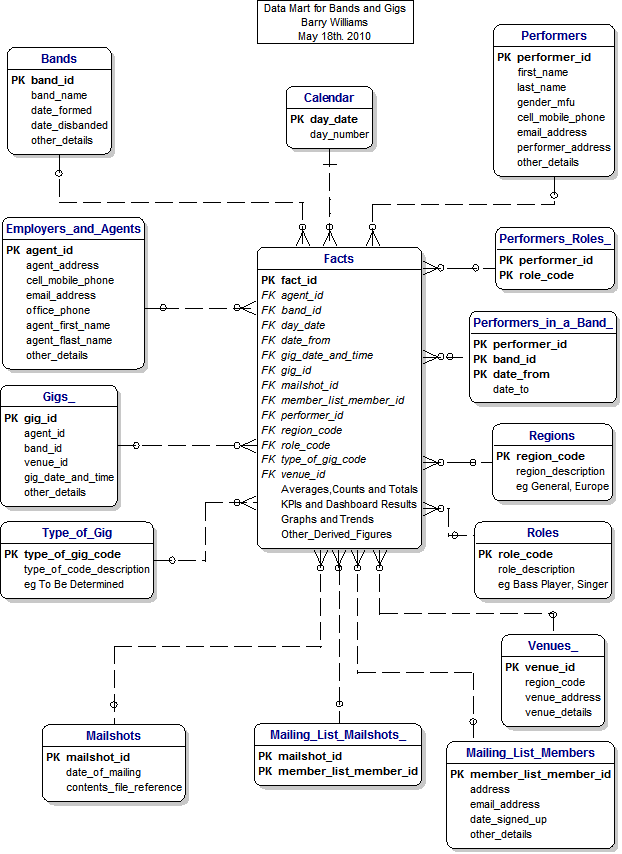 Data Mart for Bands and Gigs
Barry Williams
May 18th. 2010
Bands
PK band_id
band_name
date_formed
date_disbanded
other_details
Calendar
PK day_date
day_number
Performers
PK performer_id
first_name
last_name
gender_mfu
cell_mobile_phone
email_address
performer_address
other_details
Employers_and_Agents
PK agent_id
agent_address
cell_mobile_phone
email_address
office_phone
agent_first_name
agent_flast_name
other_details
Facts
PK fact_id
FK agent_id
FK band_id
FK day_date
FK date_from
FK gig_date_and_time
FK gig_id
FK mailshot_id
FK member_list_member_id
FK performer_id
FK region_code
FK role_code
FK type_of_gig_code
FK venue_id
Averages,Counts and Totals
KPIs and Dashboard Results
Graphs and Trends
Other_Derived_Figures
Performers_Roles_
PK performer_id
PK role_code
Performers_in_a_Band_
PK performer_id
PK band_id
PK date_from
date_to
Gigs_
PK gig_id
agent_id
band_id
venue_id
gig_date_and_time
other_details
Regions
PK region_code
region_description
eg General, Europe
Type_of_Gig
PK type_of_gig_code
type_of_code_description
eg To Be Determined
Roles
PK role_code
role_description
eg Bass Player, Singer
Venues_
PK venue_id
region_code
venue_address
venue_details
Mailshots
PK mailshot_id
date_of_mailing
contents_file_reference
Mailing_List_Mailshots_
PK mailshot_id
PK member_list_member_id
Mailing_List_Members
PK member_list_member_id
address
email_address
date_signed_up
other_details